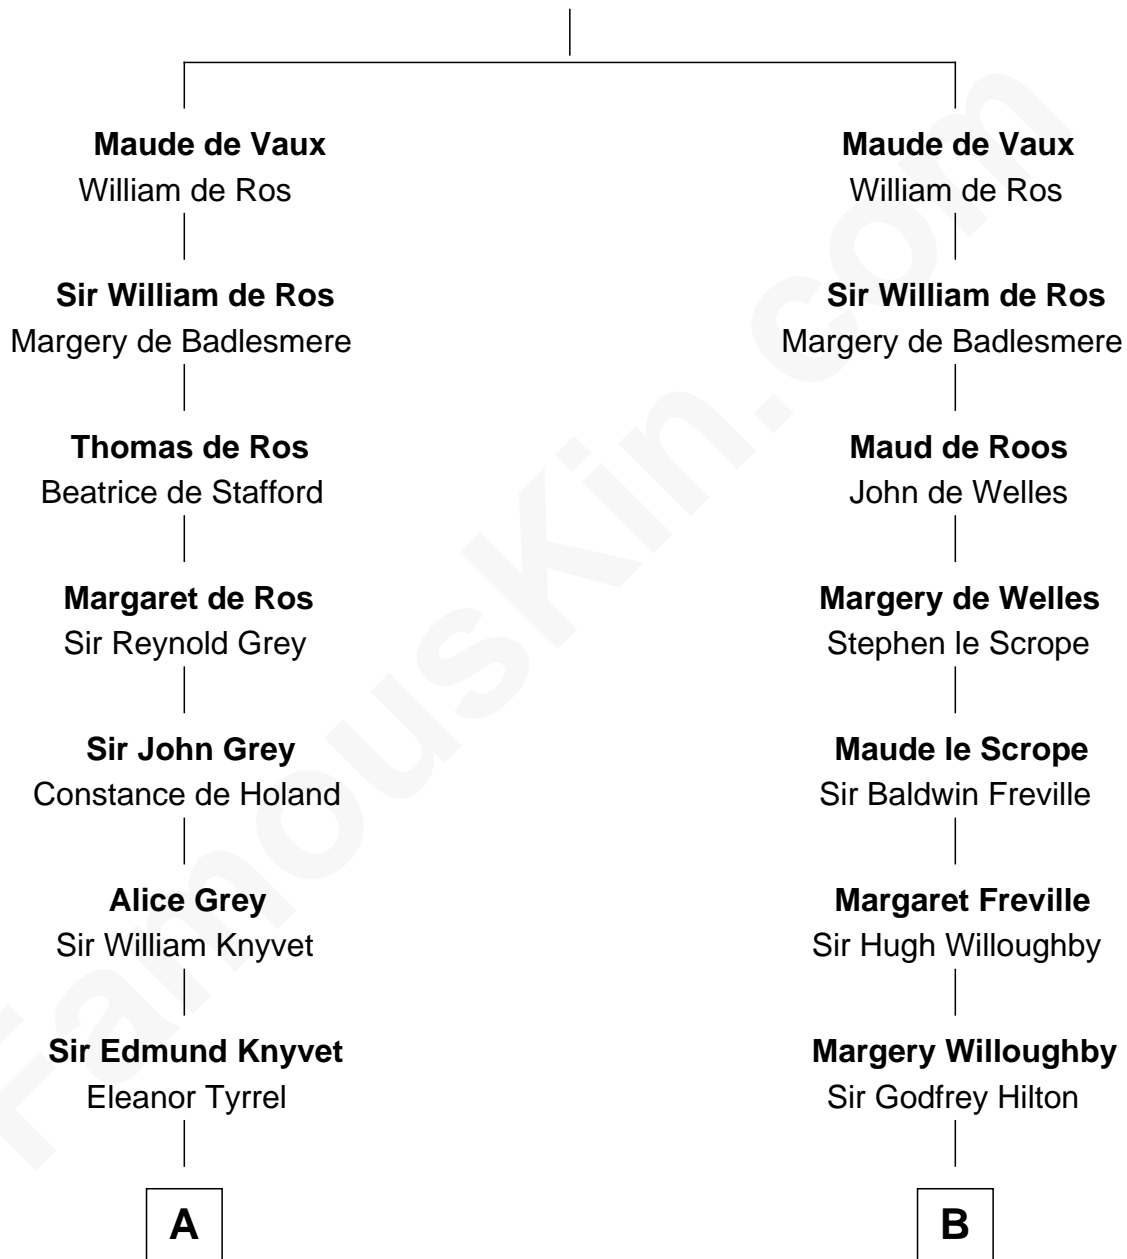 Maude de Vaux
William de Ros
Sir William de Ros
Margery de Badlesmere
Thomas de Ros
Beatrice de Stafford
Margaret de Ros
Sir Reynold Grey
Sir John Grey
Constance de Holand
Alice Grey
Sir William Knyvet
Sir Edmund Knyvet
Eleanor Tyrrel
A
Maude de Vaux
William de Ros
Sir William de Ros
Margery de Badlesmere
Maud de Roos
John de Welles
Margery de Welles
Stephen le Scrope
Maude le Scrope
Sir Baldwin Freville
Margaret Freville
Sir Hugh Willoughby
Margery Willoughby
Sir Godfrey Hilton
B
FamousKin.com